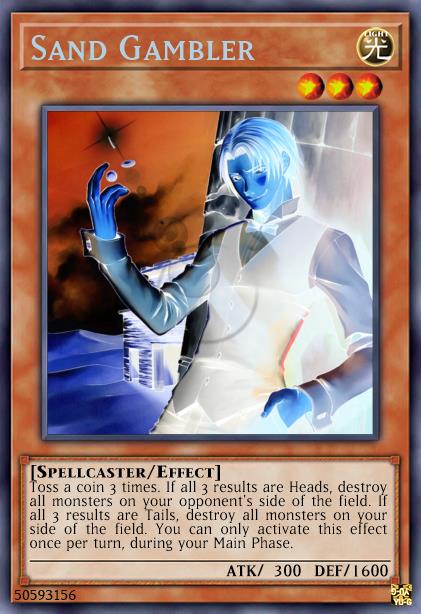 SAND GAMBLER
LIGHT
光
[SPELLCASTER/EFFECT]
Toss a coin 3 times. If all 3 results are Heads, destroy
all monsters on your opponent's side of the field. If
all 3 results are Tails, destroy all monsters on your
side of the field. You can only activate this effect
once per turn, during your Main Phase.
ATK/ 300 DEF/1600
50593156